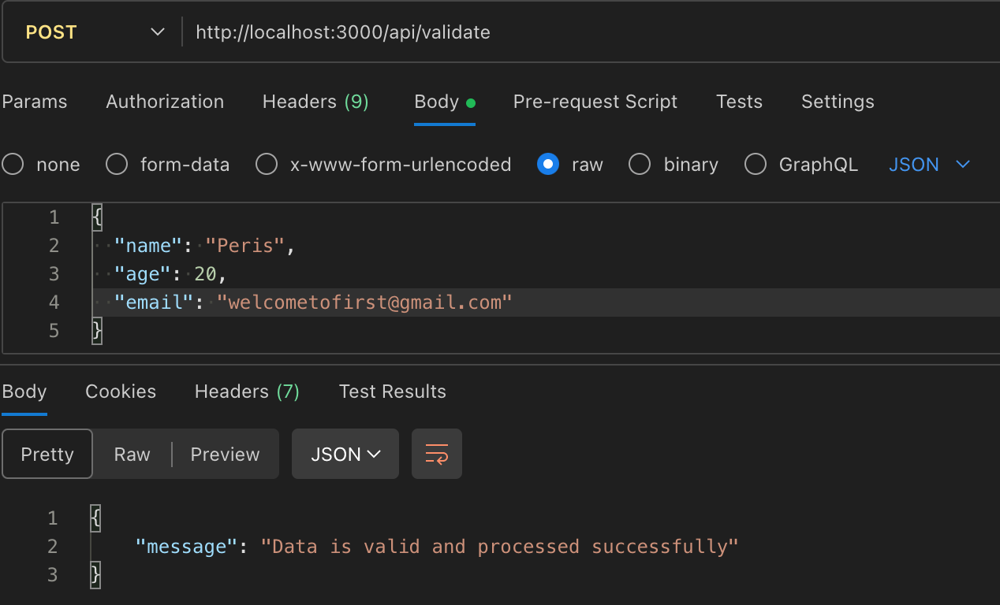 POST http://localhost:3000/api/validate
Params Authorization Headers (9) Body Pre-request Script Tests Settings
none form-data x-www-form-urlencoded raw binary GraphQL JSON
1 {
2 "name": "Peris",
3 "age": 20,
4 "email": "welcometofirst@gmail.com"
5 }
Body Cookies Headers (7) Test Results
Pretty Raw Preview JSON
1 {
2 "message": "Data is valid and processed successfully"
3 }